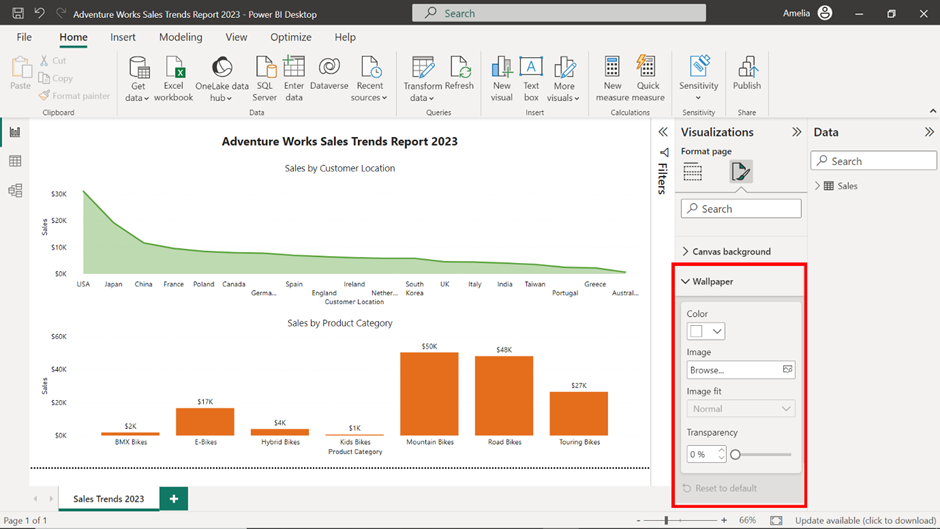 Adventure Works Sales Trends Report 2023 - Power BI Desktop
Search
Amelia
File Home Insert Modeling View Optimize Help
Paste
Cut
Copy
Format painter
Clipboard
Get data
Excel workbook
OneLake data hub
SQL Server
Enter data
Dataverse
Recent sources
Data
Transform data
Refresh
Queries
New visual
Text box
More visuals
Insert
New measure
Quick measure
Calculations
Sensitivity
Sensitivity
Publish
Share
Adventure Works Sales Trends Report 2023
Sales by Customer Location
Sales
$30K
$20K
$10K
$0K
USA Japan China France Poland Canada Germa... Spain England Ireland Nether... South Korea UK Italy India Taiwan Portugal Greece Austral...
Customer Location
Sales by Product Category
Sales
$60K
$40K
$20K
$0K
$2K $17K $4K $1K $50K $48K $27K
BMX Bikes E-Bikes Hybrid Bikes Kids Bikes Mountain Bikes Road Bikes Touring Bikes
Product Category
Filters
Visualizations
Format page
Search
Canvas background
Wallpaper
Color
Image
Browse...
Image fit
Normal
Transparency
0 %
Reset to default
Data
Search
Sales
Sales Trends 2023
+
Page 1 of 1
- + 66%
Update available (click to download)